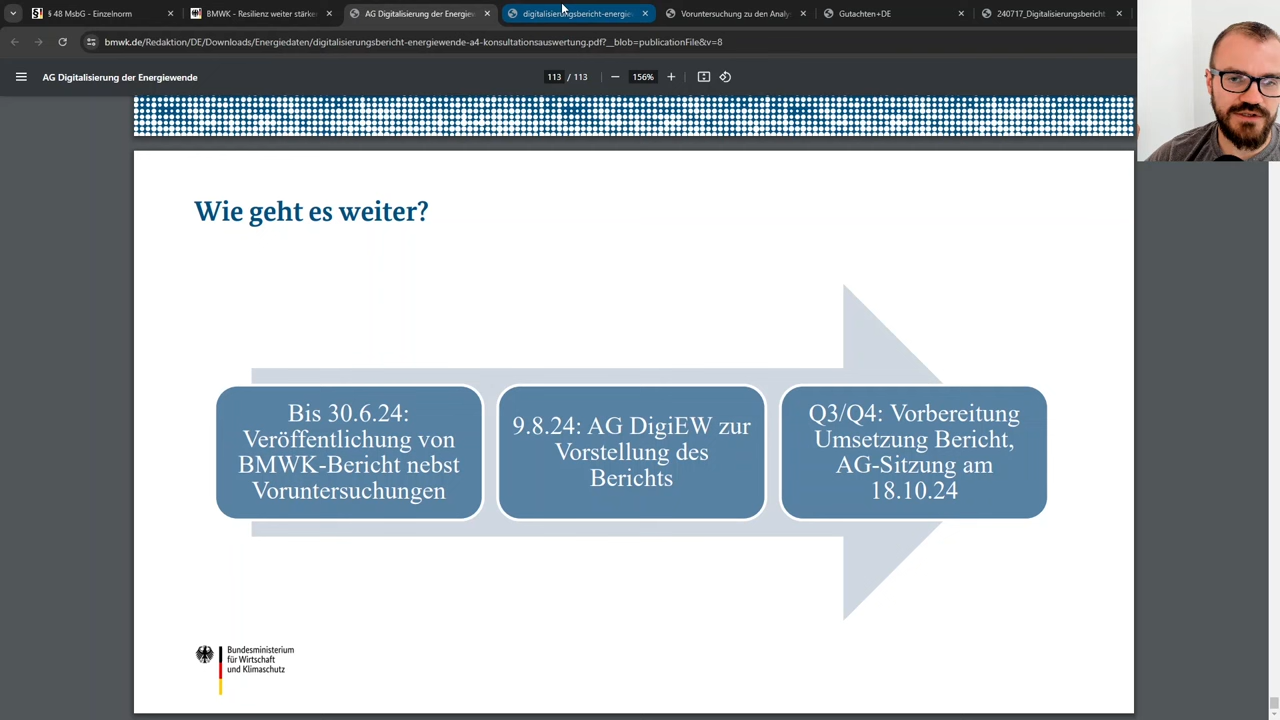 § 48 MsbG - Einzelnorm
BMWK - Resilienz weiter stärken
AG Digitalisierung der Energiew
digitalisierungsbericht-energie
Voruntersuchung zu den Analy
Gutachten+DE
240717_Digitalisierungsbericht
bmwk.de/Redaktion/DE/Downloads/Energiedaten/digitalisierungsbericht-energiewende-a4-konsultationsauswertung.pdf?__blob=publicationFile&v=8
AG Digitalisierung der Energiewende
113 / 113
156%
Wie geht es weiter?
Bis 30.6.24:
Veröffentlichung von
BMWK-Bericht nebst
Voruntersuchungen
9.8.24: AG DigiEW zur
Vorstellung des
Berichts
Q3/Q4: Vorbereitung
Umsetzung Bericht,
AG-Sitzung am
18.10.24
Bundesministerium
für Wirtschaft
und Klimaschutz